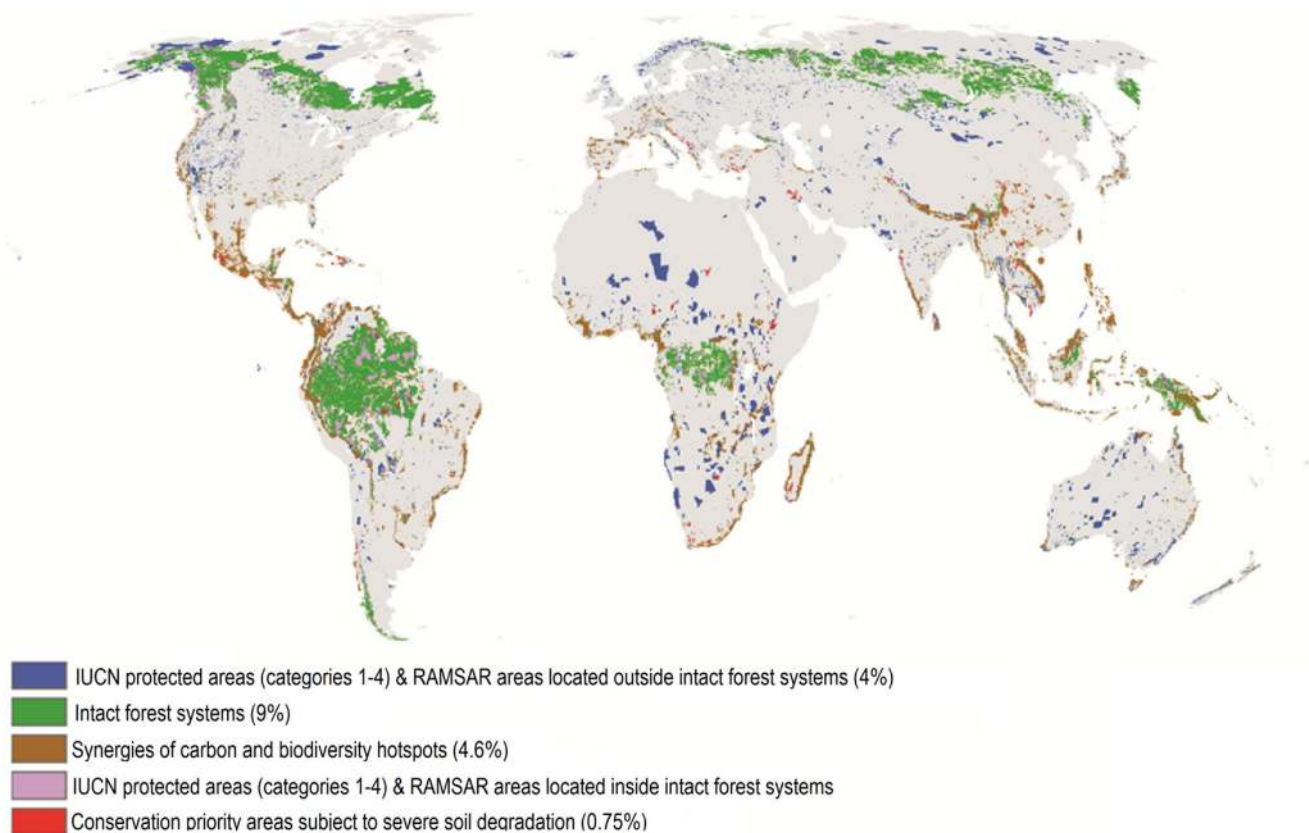 IUCN protected areas (categories 1-4) & RAMSAR areas located outside intact forest systems (4%)
Intact forest systems (9%)
Synergies of carbon and biodiversity hotspots (4.6%)
IUCN protected areas (categories 1-4) & RAMSAR areas located inside intact forest systems
Conservation priority areas subject to severe soil degradation (0.75%)